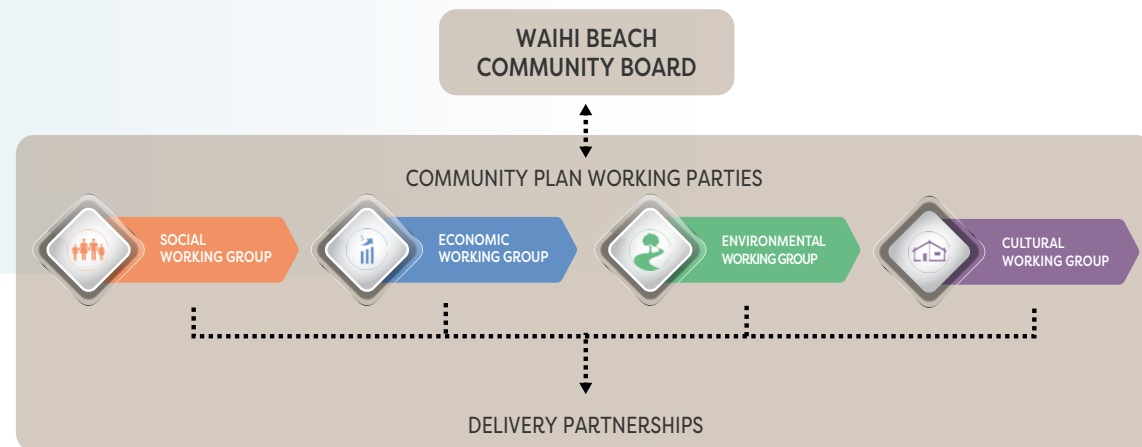 WAIHI BEACH
COMMUNITY BOARD
COMMUNITY PLAN WORKING PARTIES
SOCIAL
WORKING GROUP
ECONOMIC
WORKING GROUP
ENVIRONMENTAL
WORKING GROUP
CULTURAL
WORKING GROUP
DELIVERY PARTNERSHIPS